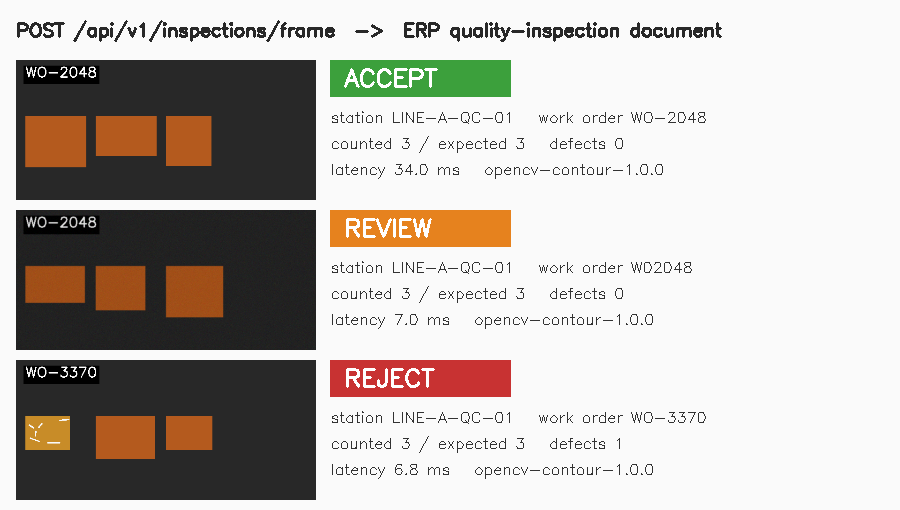 POST /api/v1/inspections/frame -> ERP quality-inspection document
WO-2048
ACCEPT
station LINE-A-QC-01 work order WO-2048
counted 3 / expected 3 defects 0
latency 34.0 ms opencv-contour-1.0.0
WO-2048
REVIEW
station LINE-A-QC-01 work order W02048
counted 3 / expected 3 defects 0
latency 7.0 ms opencv-contour-1.0.0
WO-3370
REJECT
station LINE-A-QC-01 work order WO-3370
counted 3 / expected 3 defects 1
latency 6.8 ms opencv-contour-1.0.0